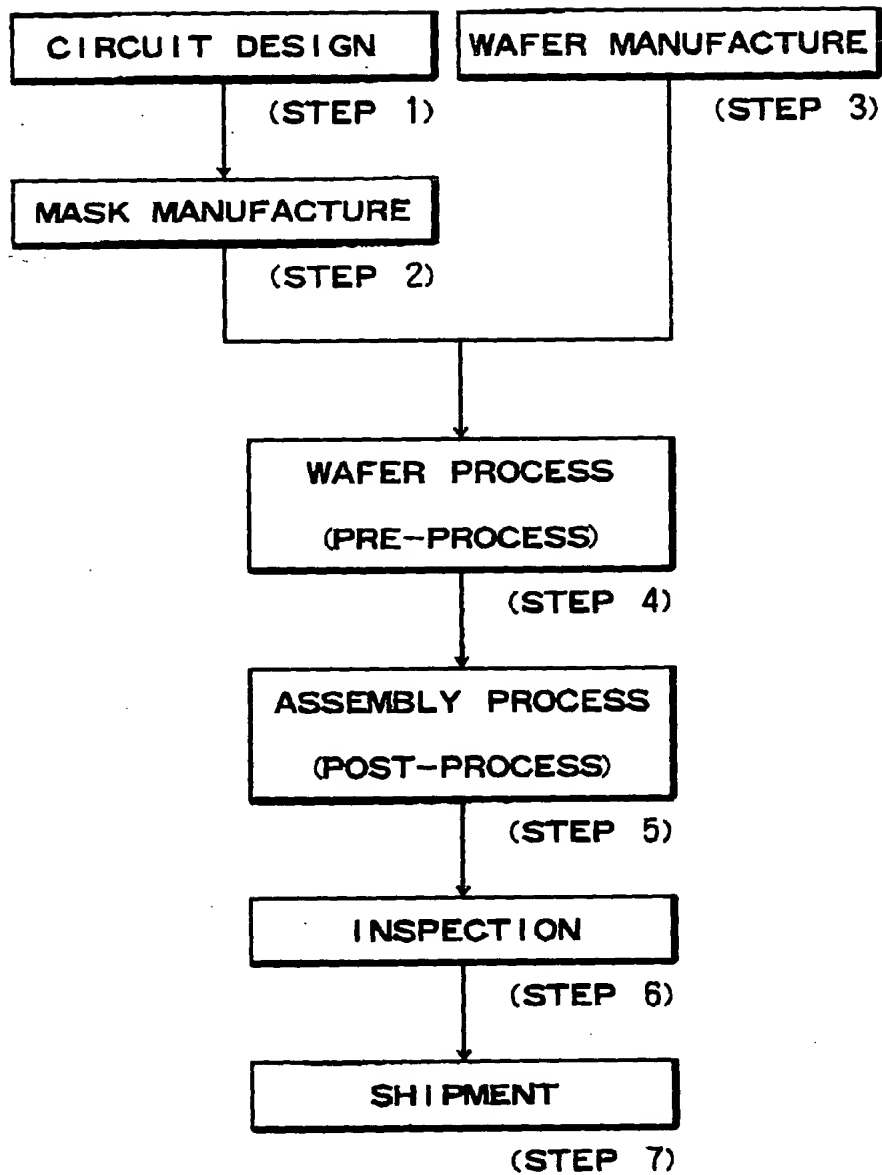 CIRCUIT DESIGN
(STEP 1)
WAFER MANUFACTURE
(STEP 3)
MASK MANUFACTURE
(STEP 2)
WAFER PROCESS
(PRE-PROCESS)
(STEP 4)
ASSEMBLY PROCESS
(POST-PROCESS)
(STEP 5)
INSPECTION
(STEP 6)
SHIPMENT
(STEP 7)